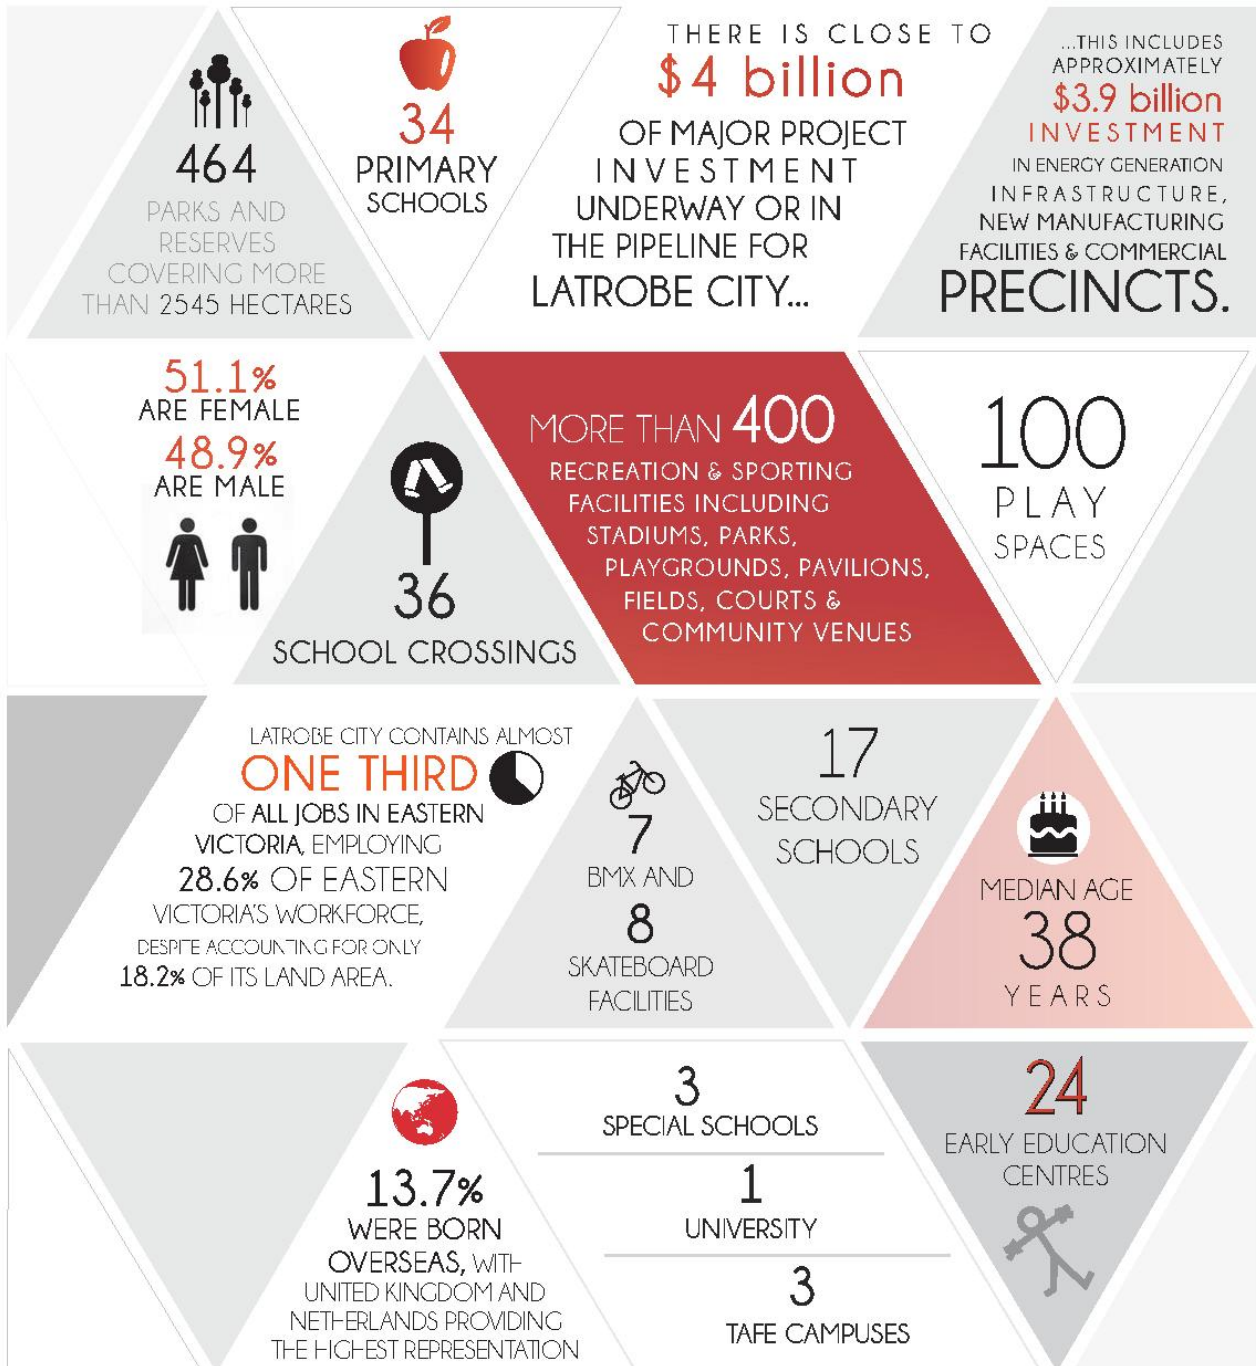 464
PARKS AND
RESERVES
COVERING MORE
THAN 2545 HECTARES
34
PRIMARY
SCHOOLS
THERE IS CLOSE TO
$4 billion
OF MAJOR PROJECT
INVESTMENT
UNDERWAY OR IN
THE PIPELINE FOR
LATROBE CITY...
...THIS INCLUDES
APPROXIMATELY
$3.9 billion
INVESTMENT
IN ENERGY GENERATION
INFRASTRUCTURE,
NEW MANUFACTURING
FACILITIES & COMMERCIAL
PRECINCTS.
51.1%
ARE FEMALE
48.9%
ARE MALE
36
SCHOOL CROSSINGS
MORE THAN 400
RECREATION & SPORTING
FACILITIES INCLUDING
STADIUMS, PARKS,
PLAYGROUNDS, PAVILIONS,
FIELDS, COURTS &
COMMUNITY VENUES
100
PLAY
SPACES
LATROBE CITY CONTAINS ALMOST
ONE THIRD
OF ALL JOBS IN EASTERN
VICTORIA, EMPLOYING
28.6% OF EASTERN
VICTORIA'S WORKFORCE,
DESPITE ACCOUNTING FOR ONLY
18.2% OF ITS LAND AREA.
7
BMX AND
8
SKATEBOARD
FACILITIES
17
SECONDARY
SCHOOLS
MEDIAN AGE
38
YEARS
13.7%
WERE BORN
OVERSEAS, WITH
UNITED KINGDOM AND
NETHERLANDS PROVIDING
THE HIGHEST REPRESENTATION
3
SPECIAL SCHOOLS
1
UNIVERSITY
3
TAFE CAMPUSES
24
EARLY EDUCATION
CENTRES